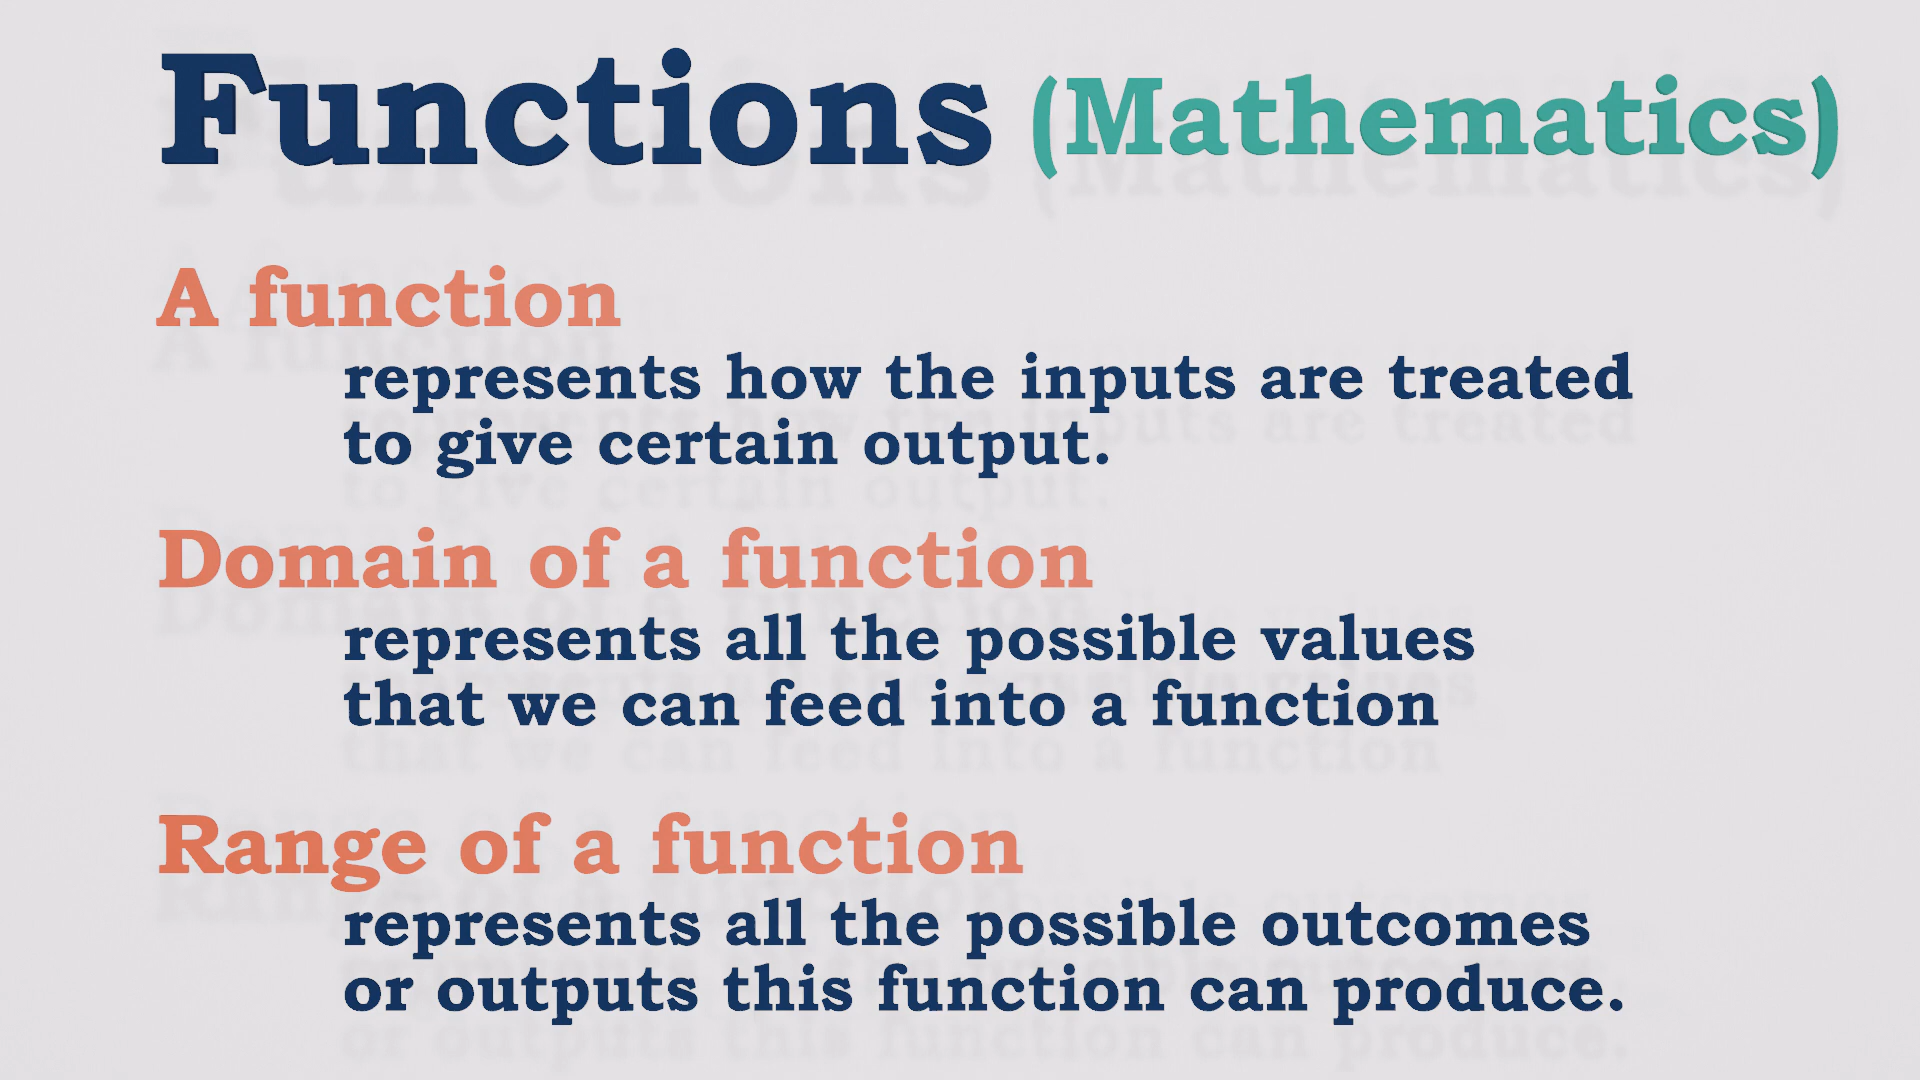 Functions (Mathematics)
A function
represents how the inputs are treated
to give certain output.
Domain of a function
represents all the possible values
that we can feed into a function
Range of a function
represents all the possible outcomes
or outputs this function can produce.